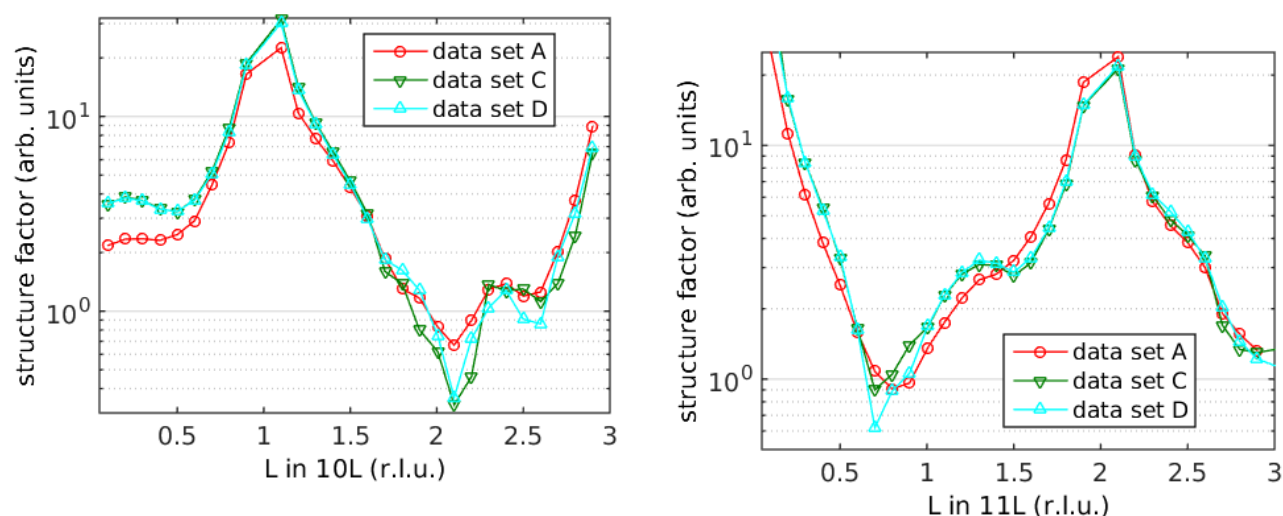 structure factor (arb. units)
10^1
10^0
0.5 1 1.5 2 2.5 3
L in 10L (r.l.u.)
data set A
data set C
data set D
structure factor (arb. units)
10^1
10^0
0.5 1 1.5 2 2.5 3
L in 11L (r.l.u.)
data set A
data set C
data set D